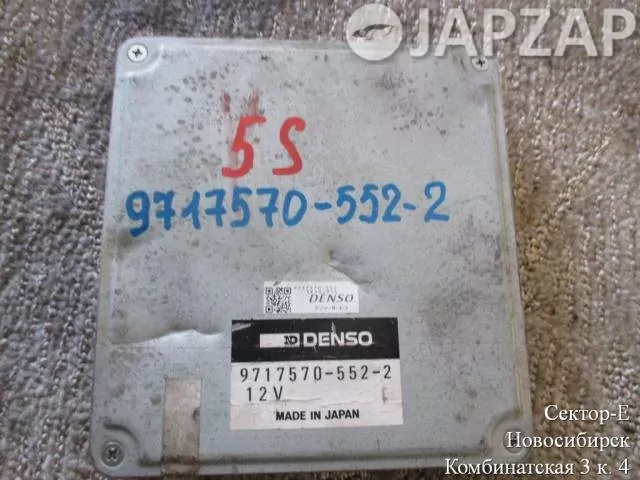 JAPZAP
5S
9717570-552-2
DENSO
DENSO
9717570-552-2
12V
MADE IN JAPAN
Сектор-Е
Новосибирск
Комбинатская 3 к. 4